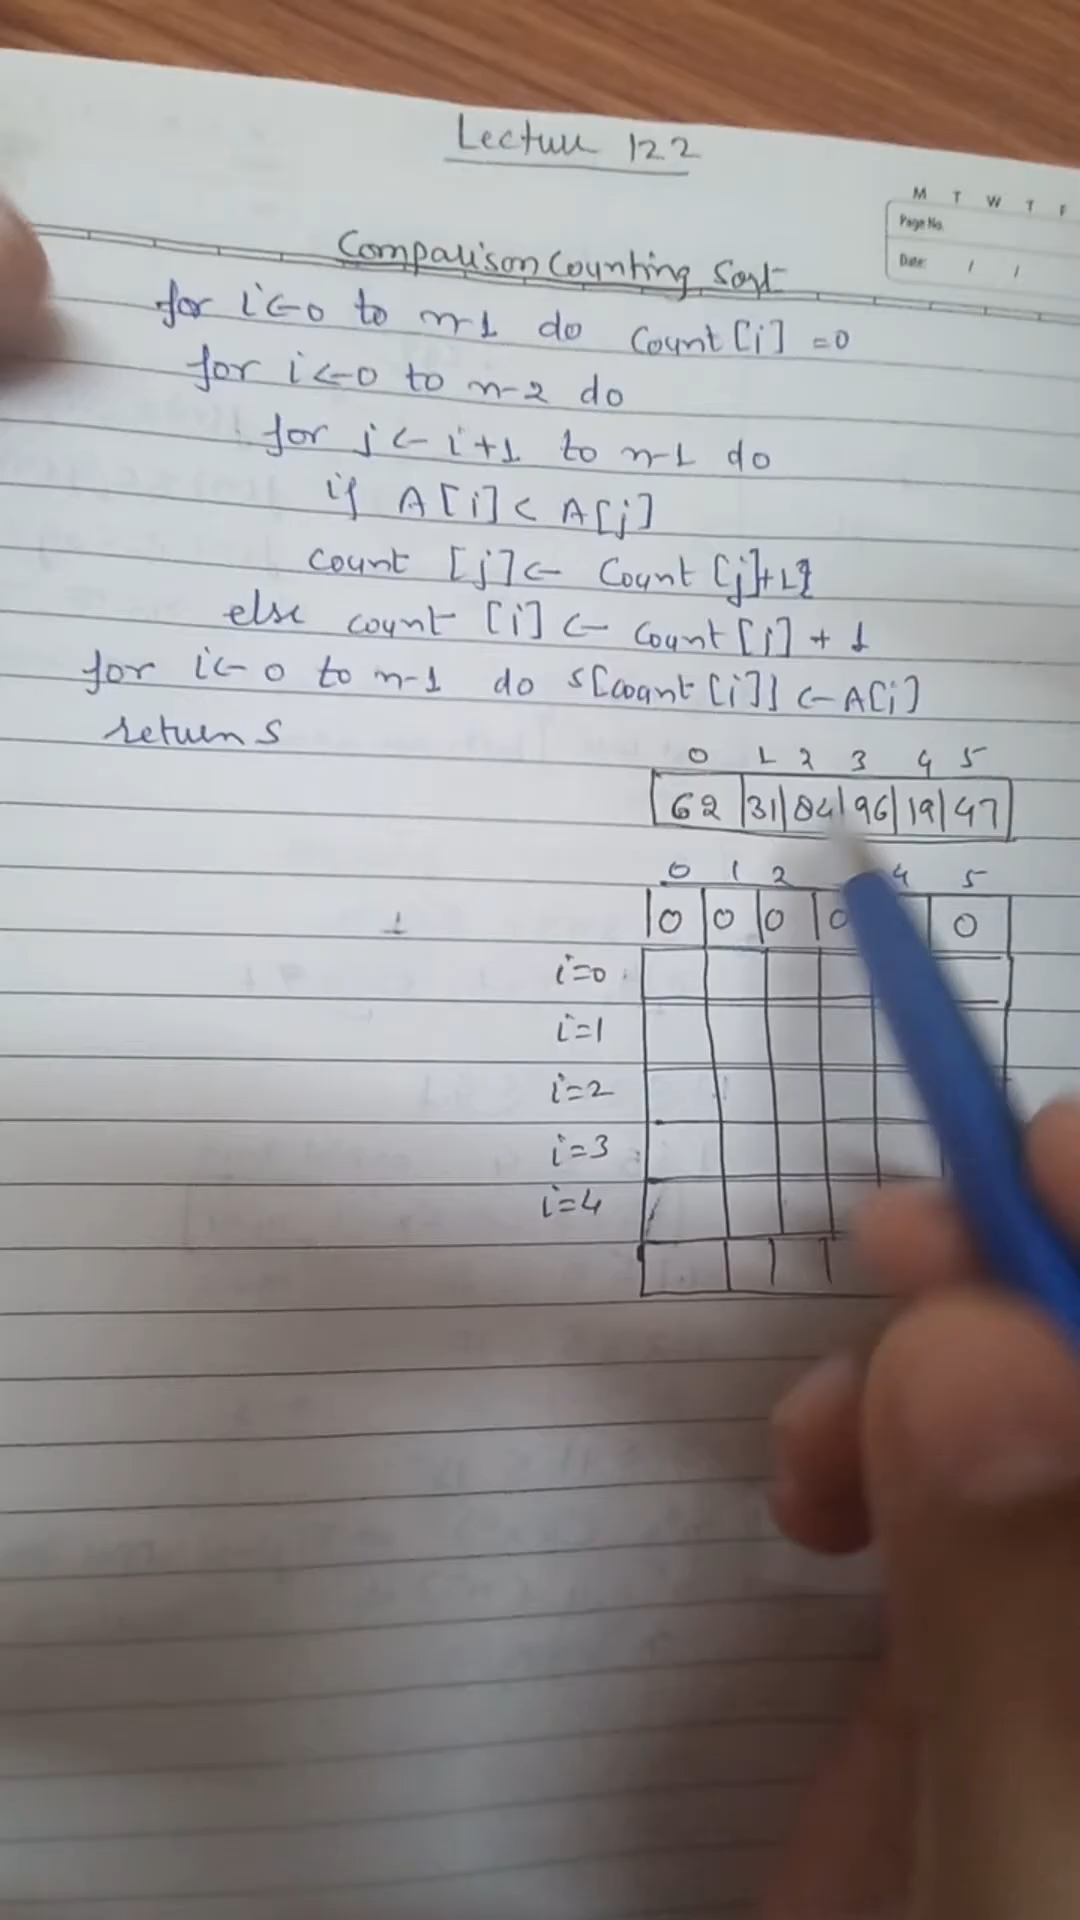 Lecture 122
M T W T F
Page No.
Date: / /
Comparison Counting Sort
for i<-0 to n-1 do Count[i] =0
for i<-0 to n-2 do
for j<-i+1 to n-1 do
if A[i]< A[j]
Count [j]<- Count [j]+1}
else count [i]<- Count[i] + 1
for i<-0 to n-1 do S[Count[i]] <-A[i]
return S
0 1 2 3 4 5
62 31 84 96 19 47
0 1 2 4 5
0 0 0 0 0
i=0
i=1
i=2
i=3
i=4